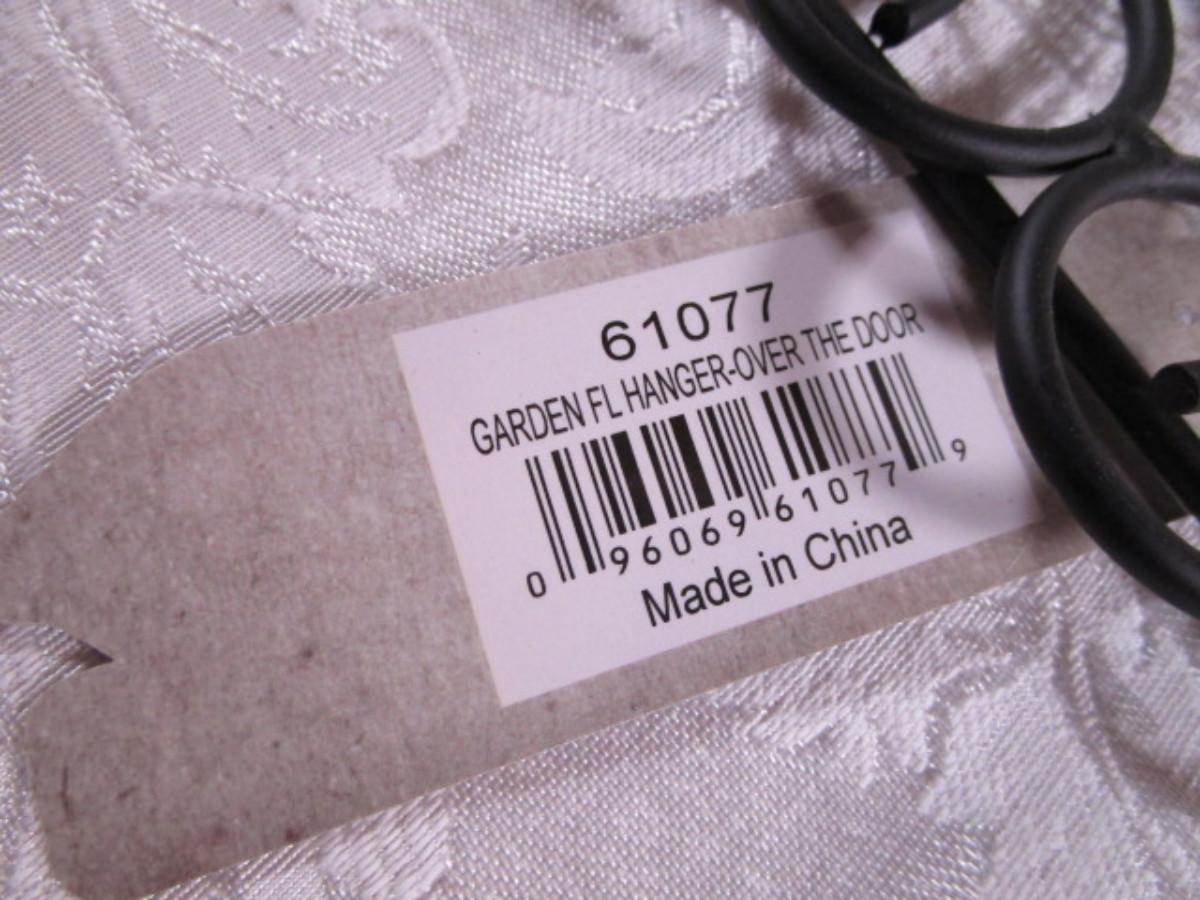 61077
GARDEN FL HANGER-OVER THE DOOR
0 96069 61077 9
Made in China